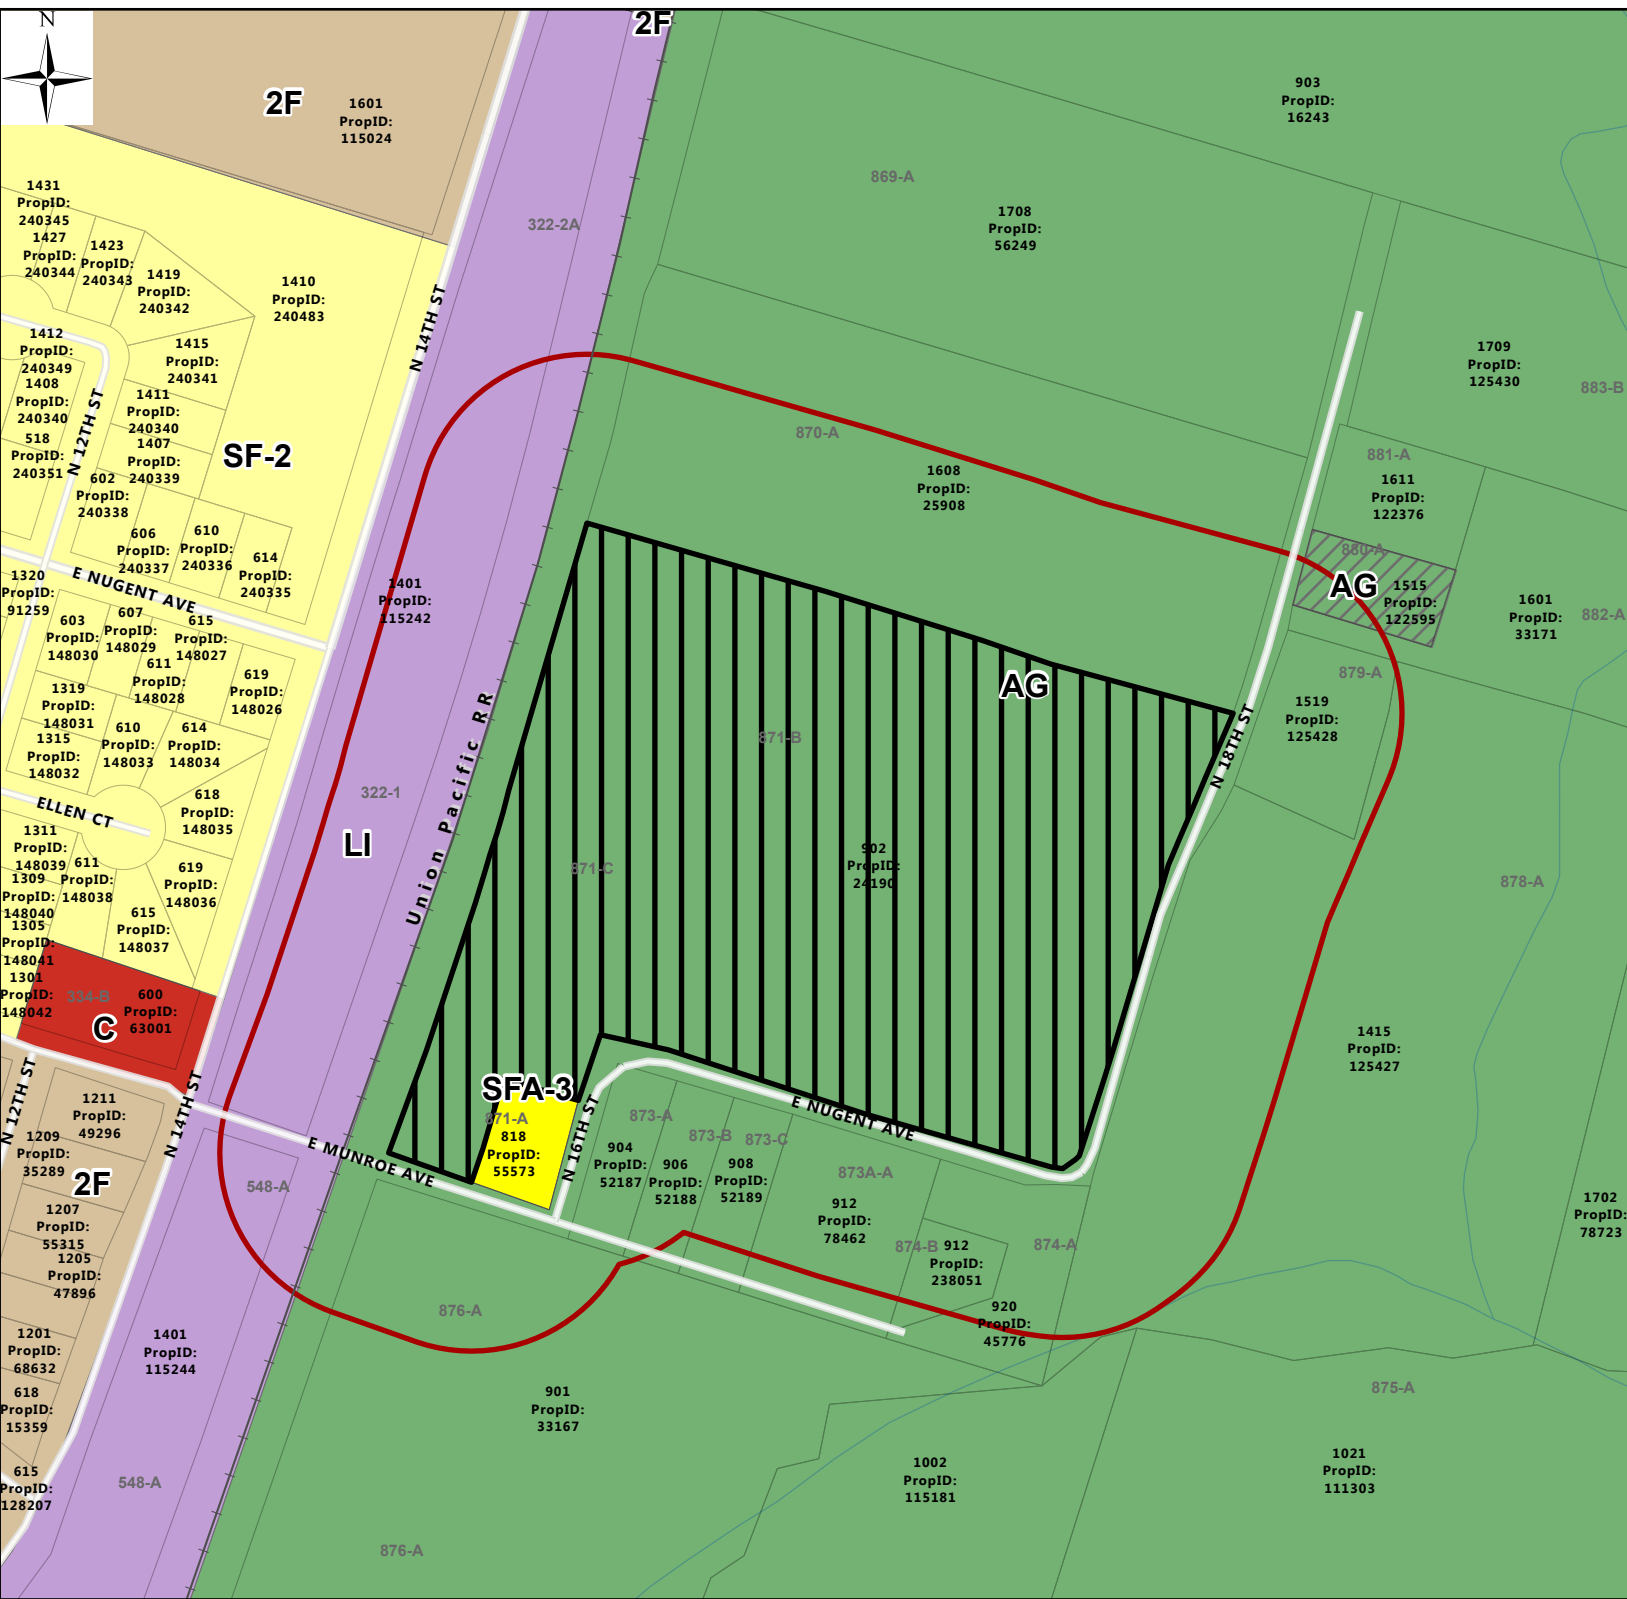 N
2F
2F
1601
PropID:
115024
903
PropID:
16243
869-A
1708
PropID:
56249
322-2A
1431
PropID:
240345
1427
PropID:
240344
1423
PropID:
240343
1419
PropID:
240342
1410
PropID:
240483
N 14TH ST
1412
PropID:
240349
1408
PropID:
240340
518
PropID:
240351
N 12TH ST
1415
PropID:
240341
1411
PropID:
240340
1407
PropID:
240339
SF-2
602
PropID:
240338
606
PropID:
240337
610
PropID:
240336
614
PropID:
240335
E NUGENT AVE
1709
PropID:
125430
883-B
870-A
1608
PropID:
25908
881-A
1611
PropID:
122376
880-A
AG
1515
PropID:
122595
1601
PropID:
33171
882-A
1401
PropID:
115242
1320
PropID:
91259
603
PropID:
148030
607
PropID:
148029
615
PropID:
148027
611
PropID:
148028
619
PropID:
148026
1319
PropID:
148031
1315
PropID:
148032
610
PropID:
148033
614
PropID:
148034
618
PropID:
148035
ELLEN CT
AG
871-B
879-A
1519
PropID:
125428
N 18TH ST
Union Pacific RR
322-1
LI
871-C
902
PropID:
24190
878-A
1311
PropID:
148039
1309
PropID:
148040
611
PropID:
148038
619
PropID:
148036
615
PropID:
148037
1305
PropID:
148041
1301
PropID:
148042
334-B
C
600
PropID:
63001
1415
PropID:
125427
N 12TH ST
N 14TH ST
1211
PropID:
49296
1209
PropID:
35289
2F
1207
PropID:
55315
1205
PropID:
47896
1201
PropID:
68632
618
PropID:
15359
615
PropID:
128207
SFA-3
871-A
818
PropID:
55573
N 16TH ST
E MUNROE AVE
E NUGENT AVE
873-A
873-B
873-C
904
PropID:
52187
906
PropID:
52188
908
PropID:
52189
873A-A
912
PropID:
78462
874-B
912
PropID:
238051
874-A
920
PropID:
45776
1702
PropID:
78723
548-A
876-A
1401
PropID:
115244
901
PropID:
33167
875-A
1002
PropID:
115181
1021
PropID:
111303
548-A
876-A